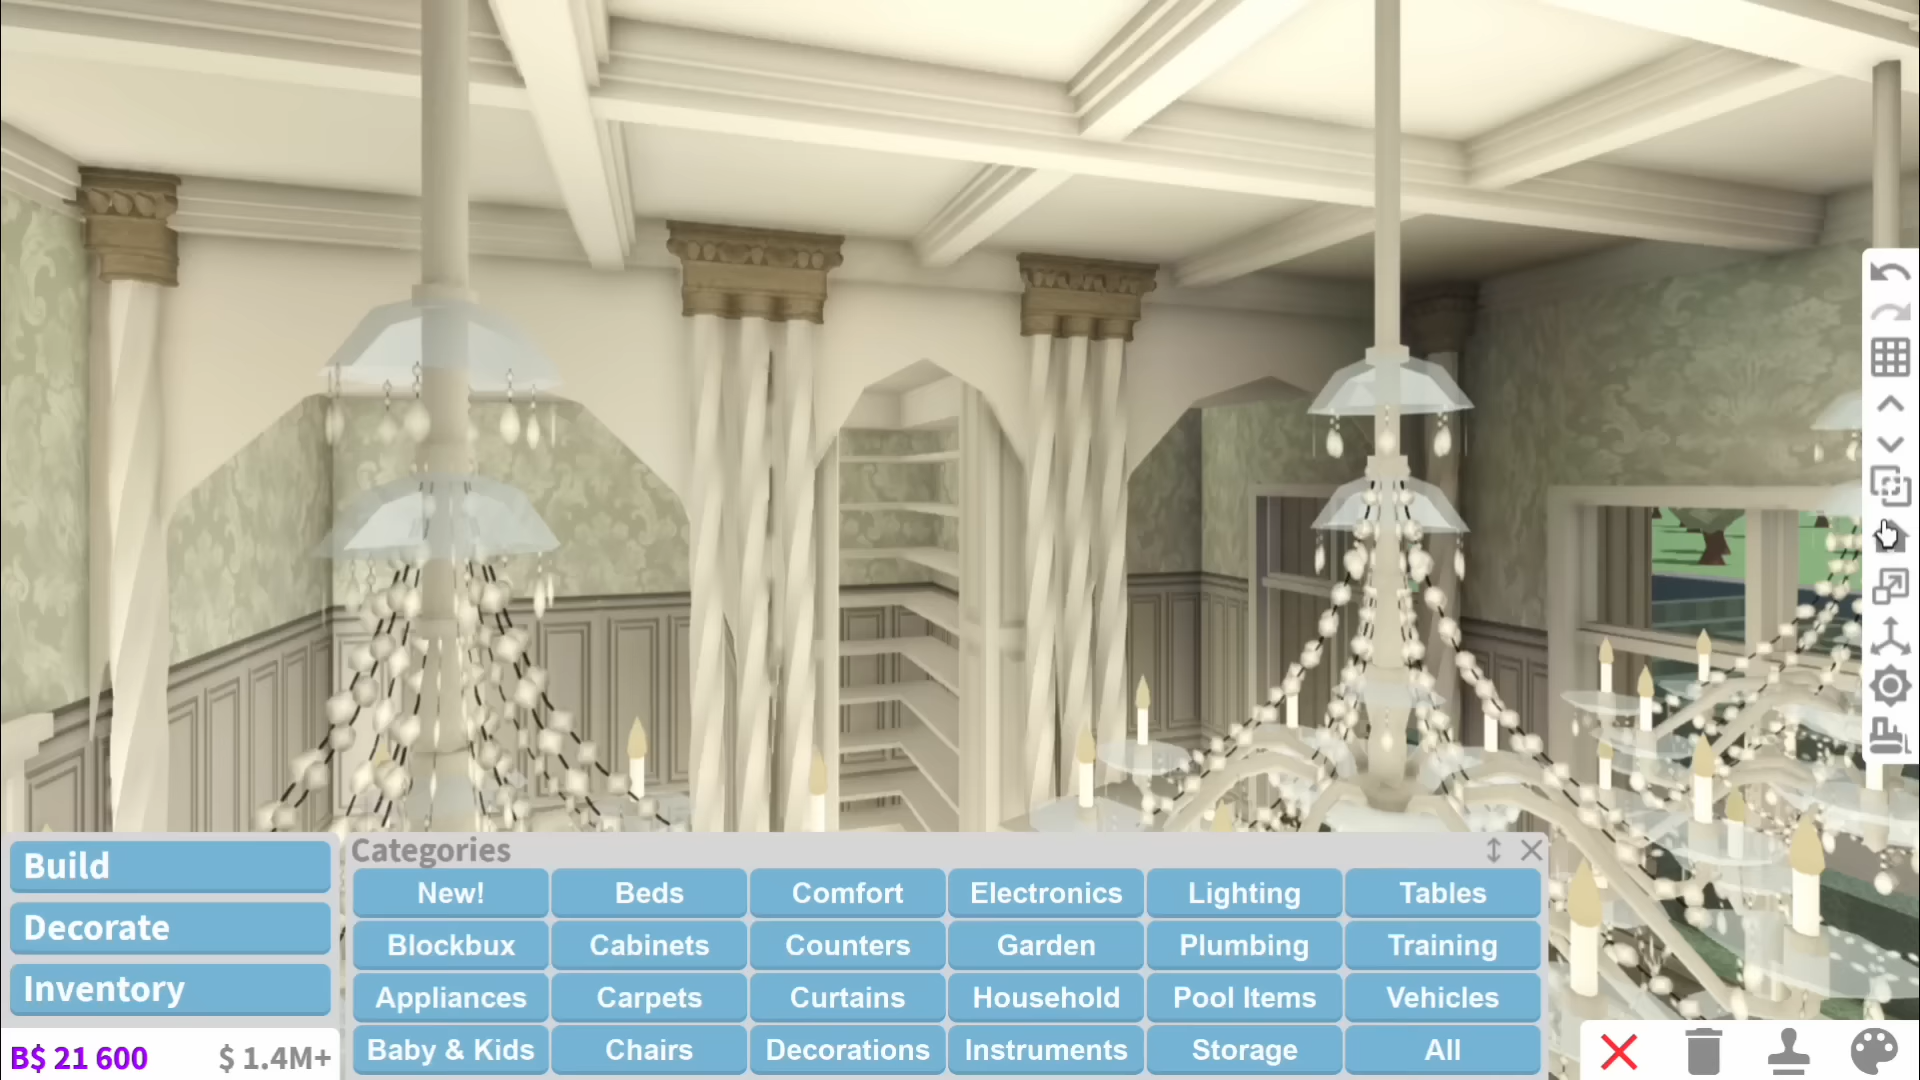 Build
Decorate
Inventory
B$ 21 600 $ 1.4M+
Categories
New! Beds Comfort Electronics Lighting Tables
Blockbux Cabinets Counters Garden Plumbing Training
Appliances Carpets Curtains Household Pool Items Vehicles
Baby & Kids Chairs Decorations Instruments Storage All